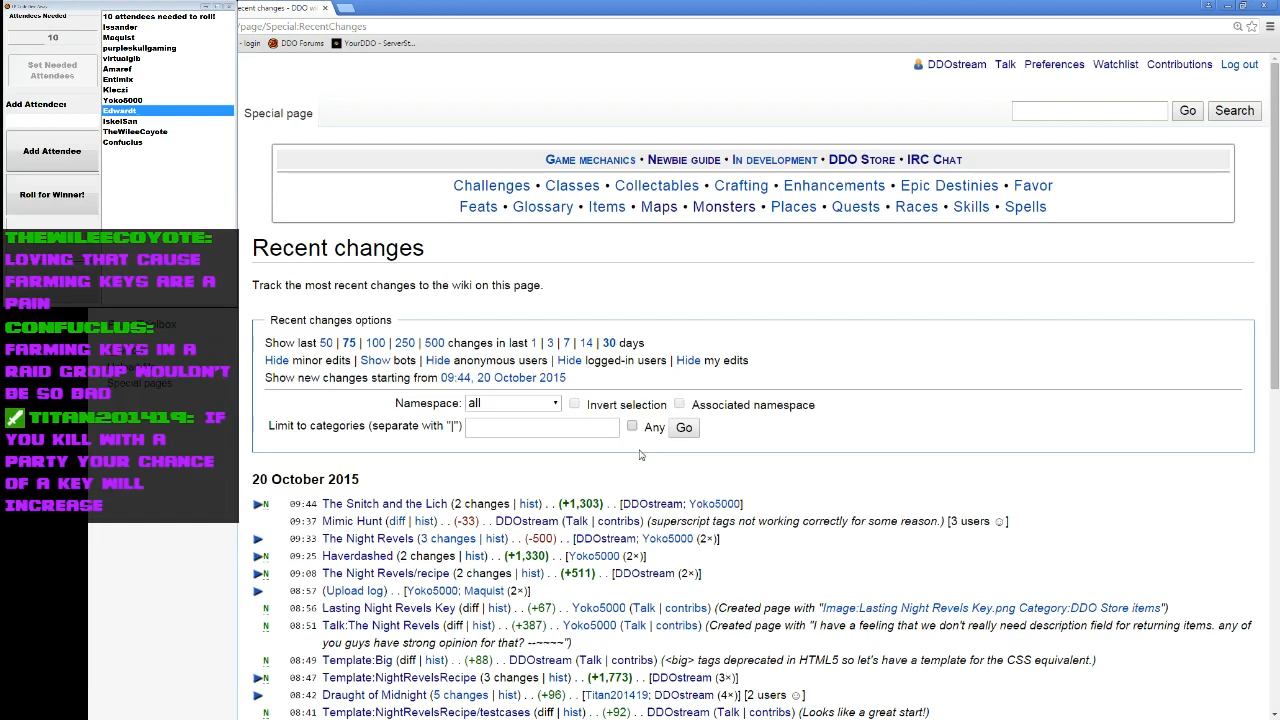 Attendees Needed
10
Set Needed
Attendees
Add Attendee:
Add Attendee
Roll for Winner!
10 attendees needed to roll!
Issander
Maquist
purpleskullgaming
virtualgib
Amaref
Entimix
Kleczi
Yoko5000
Edwardt
IskelSan
TheWileeCoyote
Confuclus
THEWILEECOYOTE:
LOVING THAT CAUSE
FARMING KEYS ARE A
PAIN
CONFUCLUS:
FARMING KEYS IN A
RAID GROUP WOULDN'T
BE SO BAD
TITAN201419: IF
YOU KILL WITH A
PARTY YOUR CHANCE
OF A KEY WILL
INCREASE
Special pages
ecent changes - DDO wi
/page/Special:RecentChanges
- login
DDO Forums
YourDDO - ServerSt...
DDOstream Talk Preferences Watchlist Contributions Log out
Special page
Go
Search
GAME MECHANICS • NEWBIE GUIDE • IN DEVELOPMENT • DDO STORE • IRC CHAT
Challenges • Classes • Collectables • Crafting • Enhancements • Epic Destinies • Favor
Feats • Glossary • Items • Maps • Monsters • Places • Quests • Races • Skills • Spells
Recent changes
Track the most recent changes to the wiki on this page.
Recent changes options
Show last 50 | 75 | 100 | 250 | 500 changes in last 1 | 3 | 7 | 14 | 30 days
Hide minor edits | Show bots | Hide anonymous users | Hide logged-in users | Hide my edits
Show new changes starting from 09:44, 20 October 2015
Namespace: all Invert selection Associated namespace
Limit to categories (separate with "|") Any Go
20 October 2015
N 09:44 The Snitch and the Lich (2 changes | hist) . . (+1,303) . . [DDOstream; Yoko5000]
09:37 Mimic Hunt (diff | hist) . . (-33) . . DDOstream (Talk | contribs) (superscript tags not working correctly for some reason.) [3 users ☺]
09:33 The Night Revels (3 changes | hist) . . (-500) . . [DDOstream; Yoko5000 (2×)]
N 09:21 Haverdashed (2 changes | hist) . . (+1,330) . . [Yoko5000 (2×)]
N 09:08 The Night Revels/recipe (2 changes | hist) . . (+511) . . [DDOstream (2×)]
08:57 (Upload log) . . [Yoko5000; Maquist (2×)]
N 08:56 Lasting Night Revels Key (diff | hist) . . (+67) . . Yoko5000 (Talk | contribs) (Created page with "Image:Lasting Night Revels Key.png Category:DDO Store items")
N 08:51 Talk:The Night Revels (diff | hist) . . (+387) . . Yoko5000 (Talk | contribs) (Created page with "I have a feeling that we don't really need description field for returning items. any of
you guys have strong opinion for that? --~~~~")
N 08:49 Template:Big (diff | hist) . . (+88) . . DDOstream (Talk | contribs) (<big> tags deprecated in HTML5 so let's have a template for the CSS equivalent.)
N 08:47 Template:NightRevelsRecipe (3 changes | hist) . . (+1,773) . . [DDOstream (3×)]
08:42 Draught of Midnight (5 changes | hist) . . (+96) . . [Titan201419; DDOstream (4×)] [2 users ☺]
N 08:41 Template:NightRevelsRecipe/testcases (diff | hist) . . (+92) . . DDOstream (Talk | contribs) (Looks like a great start!)